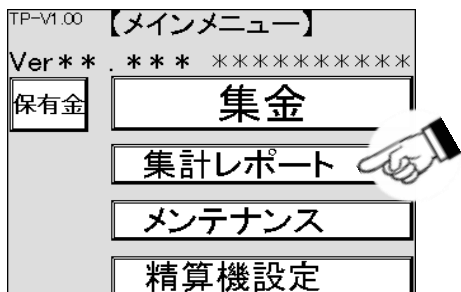 TP-V1.00 【メインメニュー】
Ver**.*** **********
保有金
集金
集計レポート
メンテナンス
精算機設定